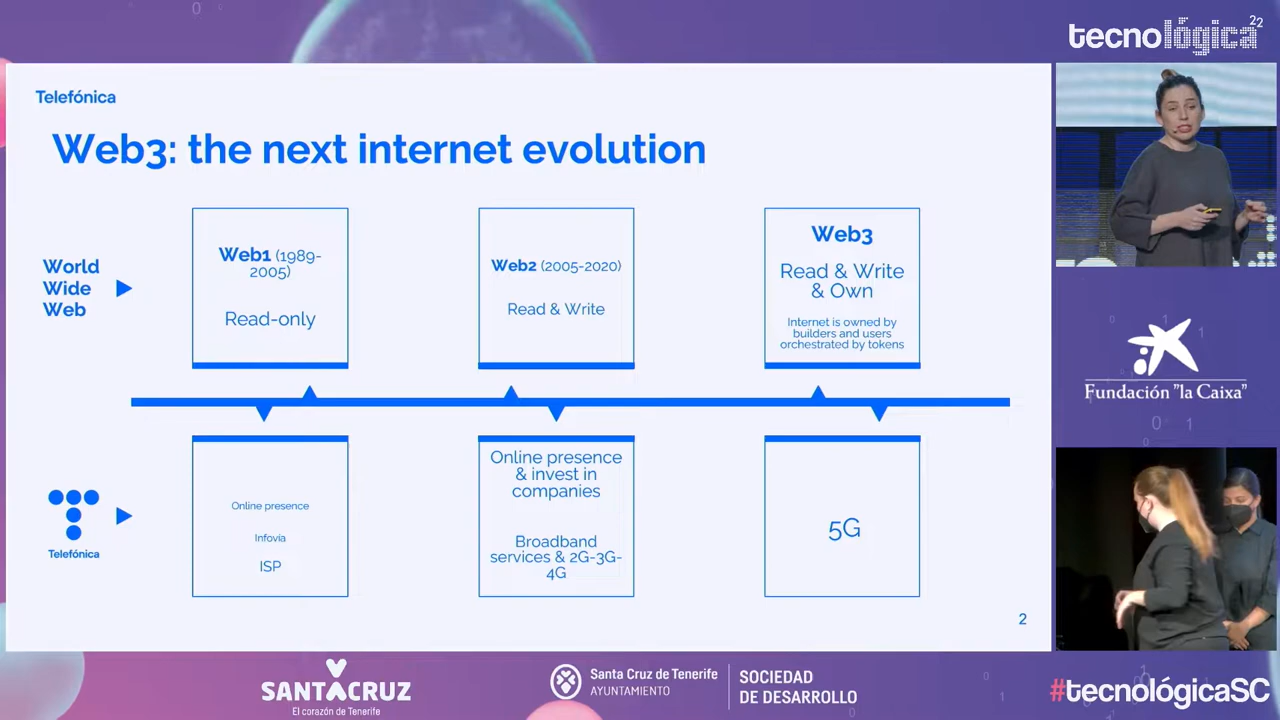 tecnológica22
Telefónica
Web3: the next internet evolution
World
Wide
Web
Web1 (1989-
2005)
Read-only
Web2 (2005-2020)
Read & Write
Web3
Read & Write
& Own
Internet is owned by
builders and users
orchestrated by tokens
Telefónica
Online presence
Infovía
ISP
Online presence
& invest in
companies
Broadband
services & 2G-3G-
4G
5G
2
Fundación "la Caixa"
SANTACRUZ
El corazón de Tenerife
Santa Cruz de Tenerife
AYUNTAMIENTO
SOCIEDAD
DE DESARROLLO
#tecnológicaSC